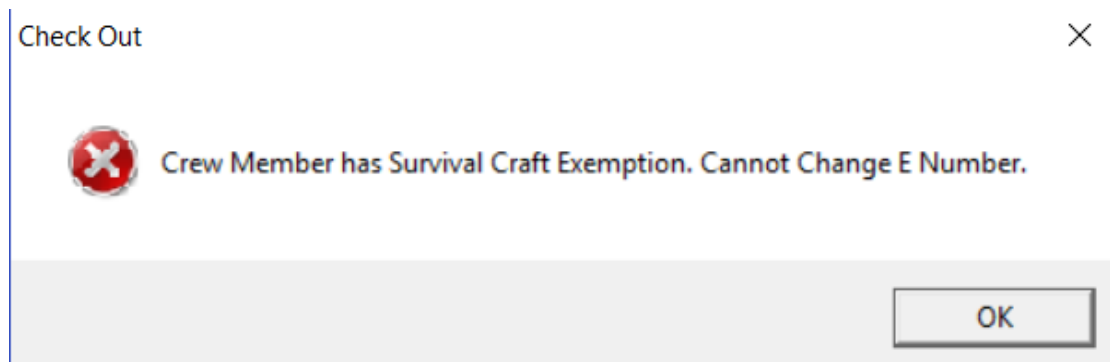 Check Out
Crew Member has Survival Craft Exemption. Cannot Change E Number.
OK